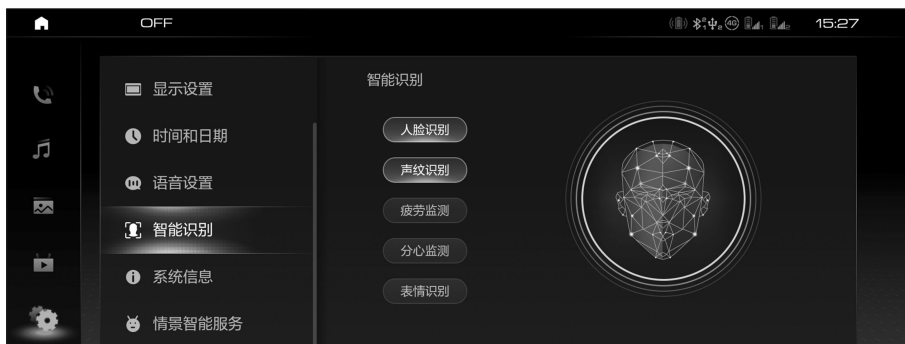 OFF
4G
15:27
显示设置
时间和日期
语音设置
智能识别
系统信息
情景智能服务
智能识别
人脸识别
声纹识别
疲劳监测
分心监测
表情识别